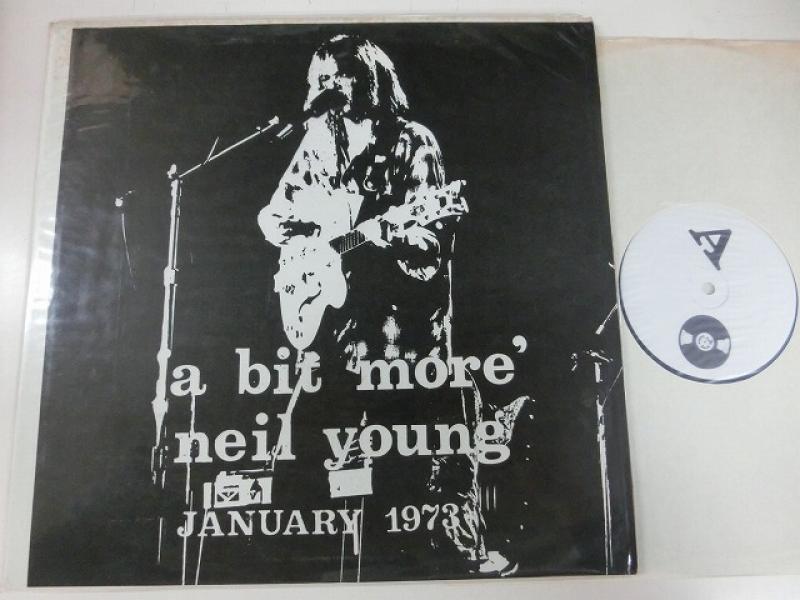 a bit more'
neil young
JANUARY 1973
A